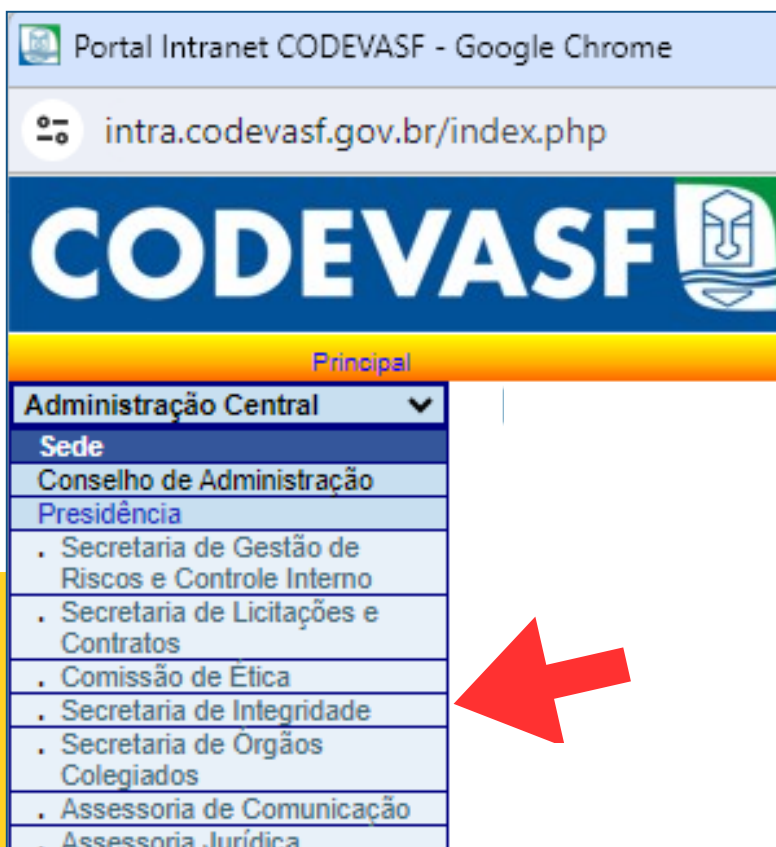 Portal Intranet CODEVASF - Google Chrome
intra.codevasf.gov.br/index.php
CODEVASF
Principal
Administração Central
Sede
Conselho de Administração
Presidência
. Secretaria de Gestão de
Riscos e Controle Interno
. Secretaria de Licitações e
Contratos
. Comissão de Ética
. Secretaria de Integridade
. Secretaria de Órgãos
Colegiados
. Assessoria de Comunicação
. Assessoria Jurídica